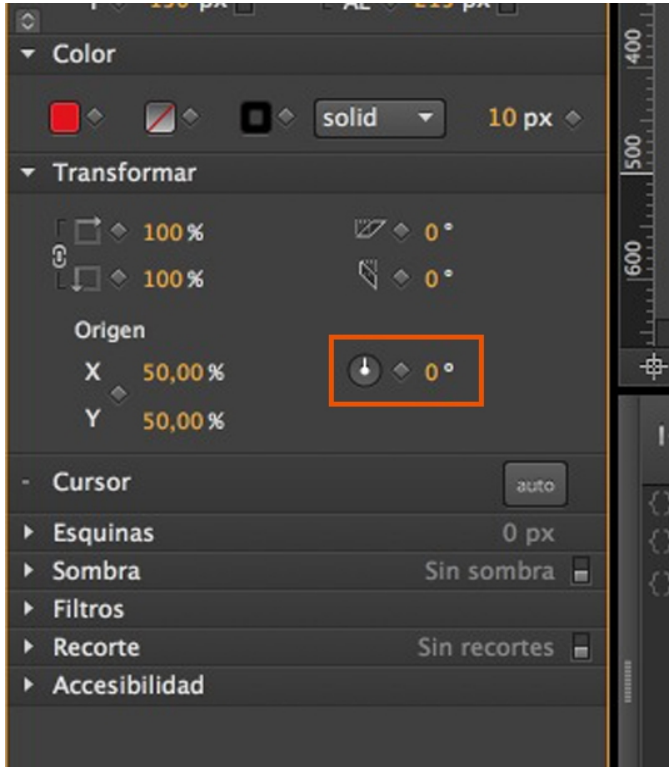 Color
solid 10 px
Transformar
100 % 0 °
100 % 0 °
Origen
X 50,00 % 0 °
Y 50,00 %
Cursor auto
Esquinas 0 px
Sombra Sin sombra
Filtros
Recorte Sin recortes
Accesibilidad
400
500
600